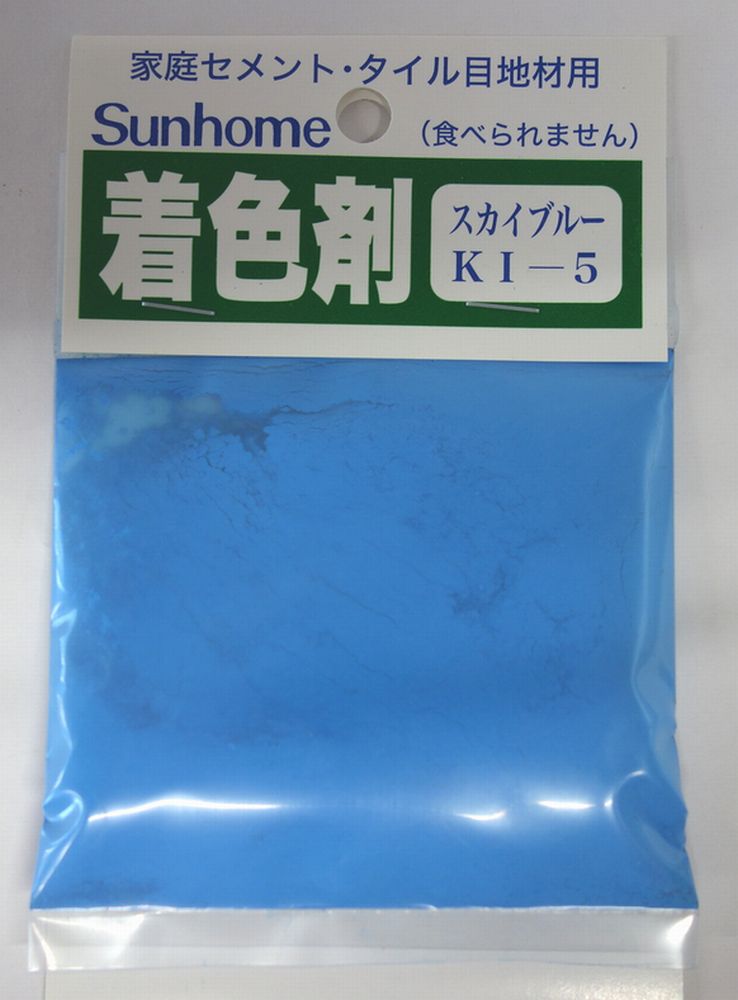 家庭セメント・タイル目地材用
Sunhome
（食べられません）
着色剤
スカイブルー
ＫＩ－５